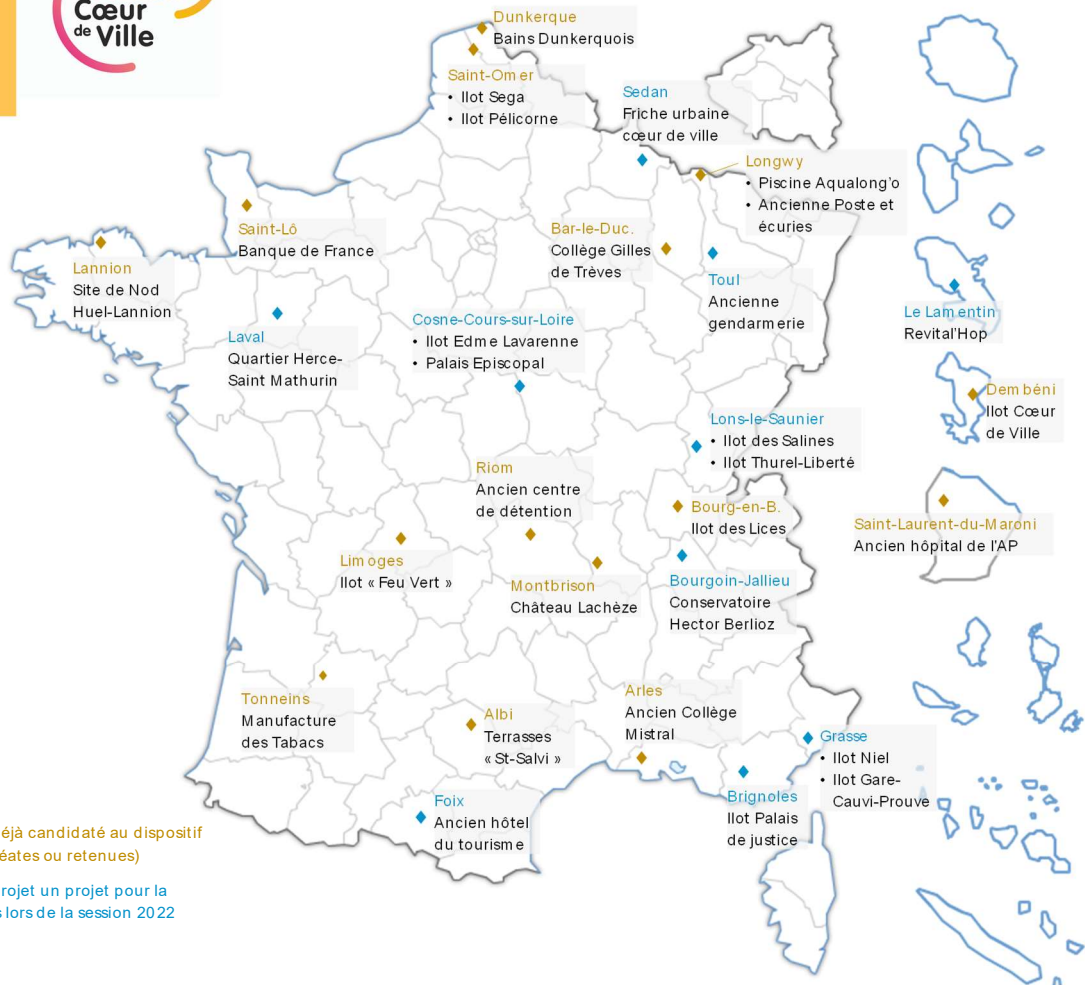 Cœur
de Ville
Dunkerque
Bains Dunkerquois
Saint-Omer
• Ilot Sega
• Ilot Pélicorne
Sedan
Friche urbaine
cœur de ville
Longwy
• Piscine Aqualong’o
• Ancienne Poste et
écuries
Saint-Lô
Banque de France
Bar-le-Duc.
Collège Gilles
de Trèves
Lannion
Site de Nod
Huel-Lannion
Toul
Ancienne
gendarmerie
Laval
Quartier Herce-
Saint Mathurin
Cosne-Cours-sur-Loire
• Ilot Edme Lavarenne
• Palais Episcopal
Le Lamentin
Revital’Hop
Dembéni
Ilot Cœur
de Ville
Lons-le-Saunier
• Ilot des Salines
• Ilot Thurel-Liberté
Riom
Ancien centre
de détention
Bourg-en-B.
Ilot des Lices
Saint-Laurent-du-Maroni
Ancien hôpital de l’AP
Limoges
Ilot « Feu Vert »
Montbrison
Château Lachèze
Bourgoin-Jallieu
Conservatoire
Hector Berlioz
Tonneins
Manufacture
des Tabacs
Albi
Terrasses
« St-Salvi »
Arles
Ancien Collège
Mistral
Grasse
• Ilot Niel
• Ilot Gare-
Cauvi-Prouve
Brignoles
Ilot Palais
de justice
Foix
Ancien hôtel
du tourisme
éjà candidaté au dispositif
éates ou retenues)
rojet un projet pour la
s lors de la session 2022